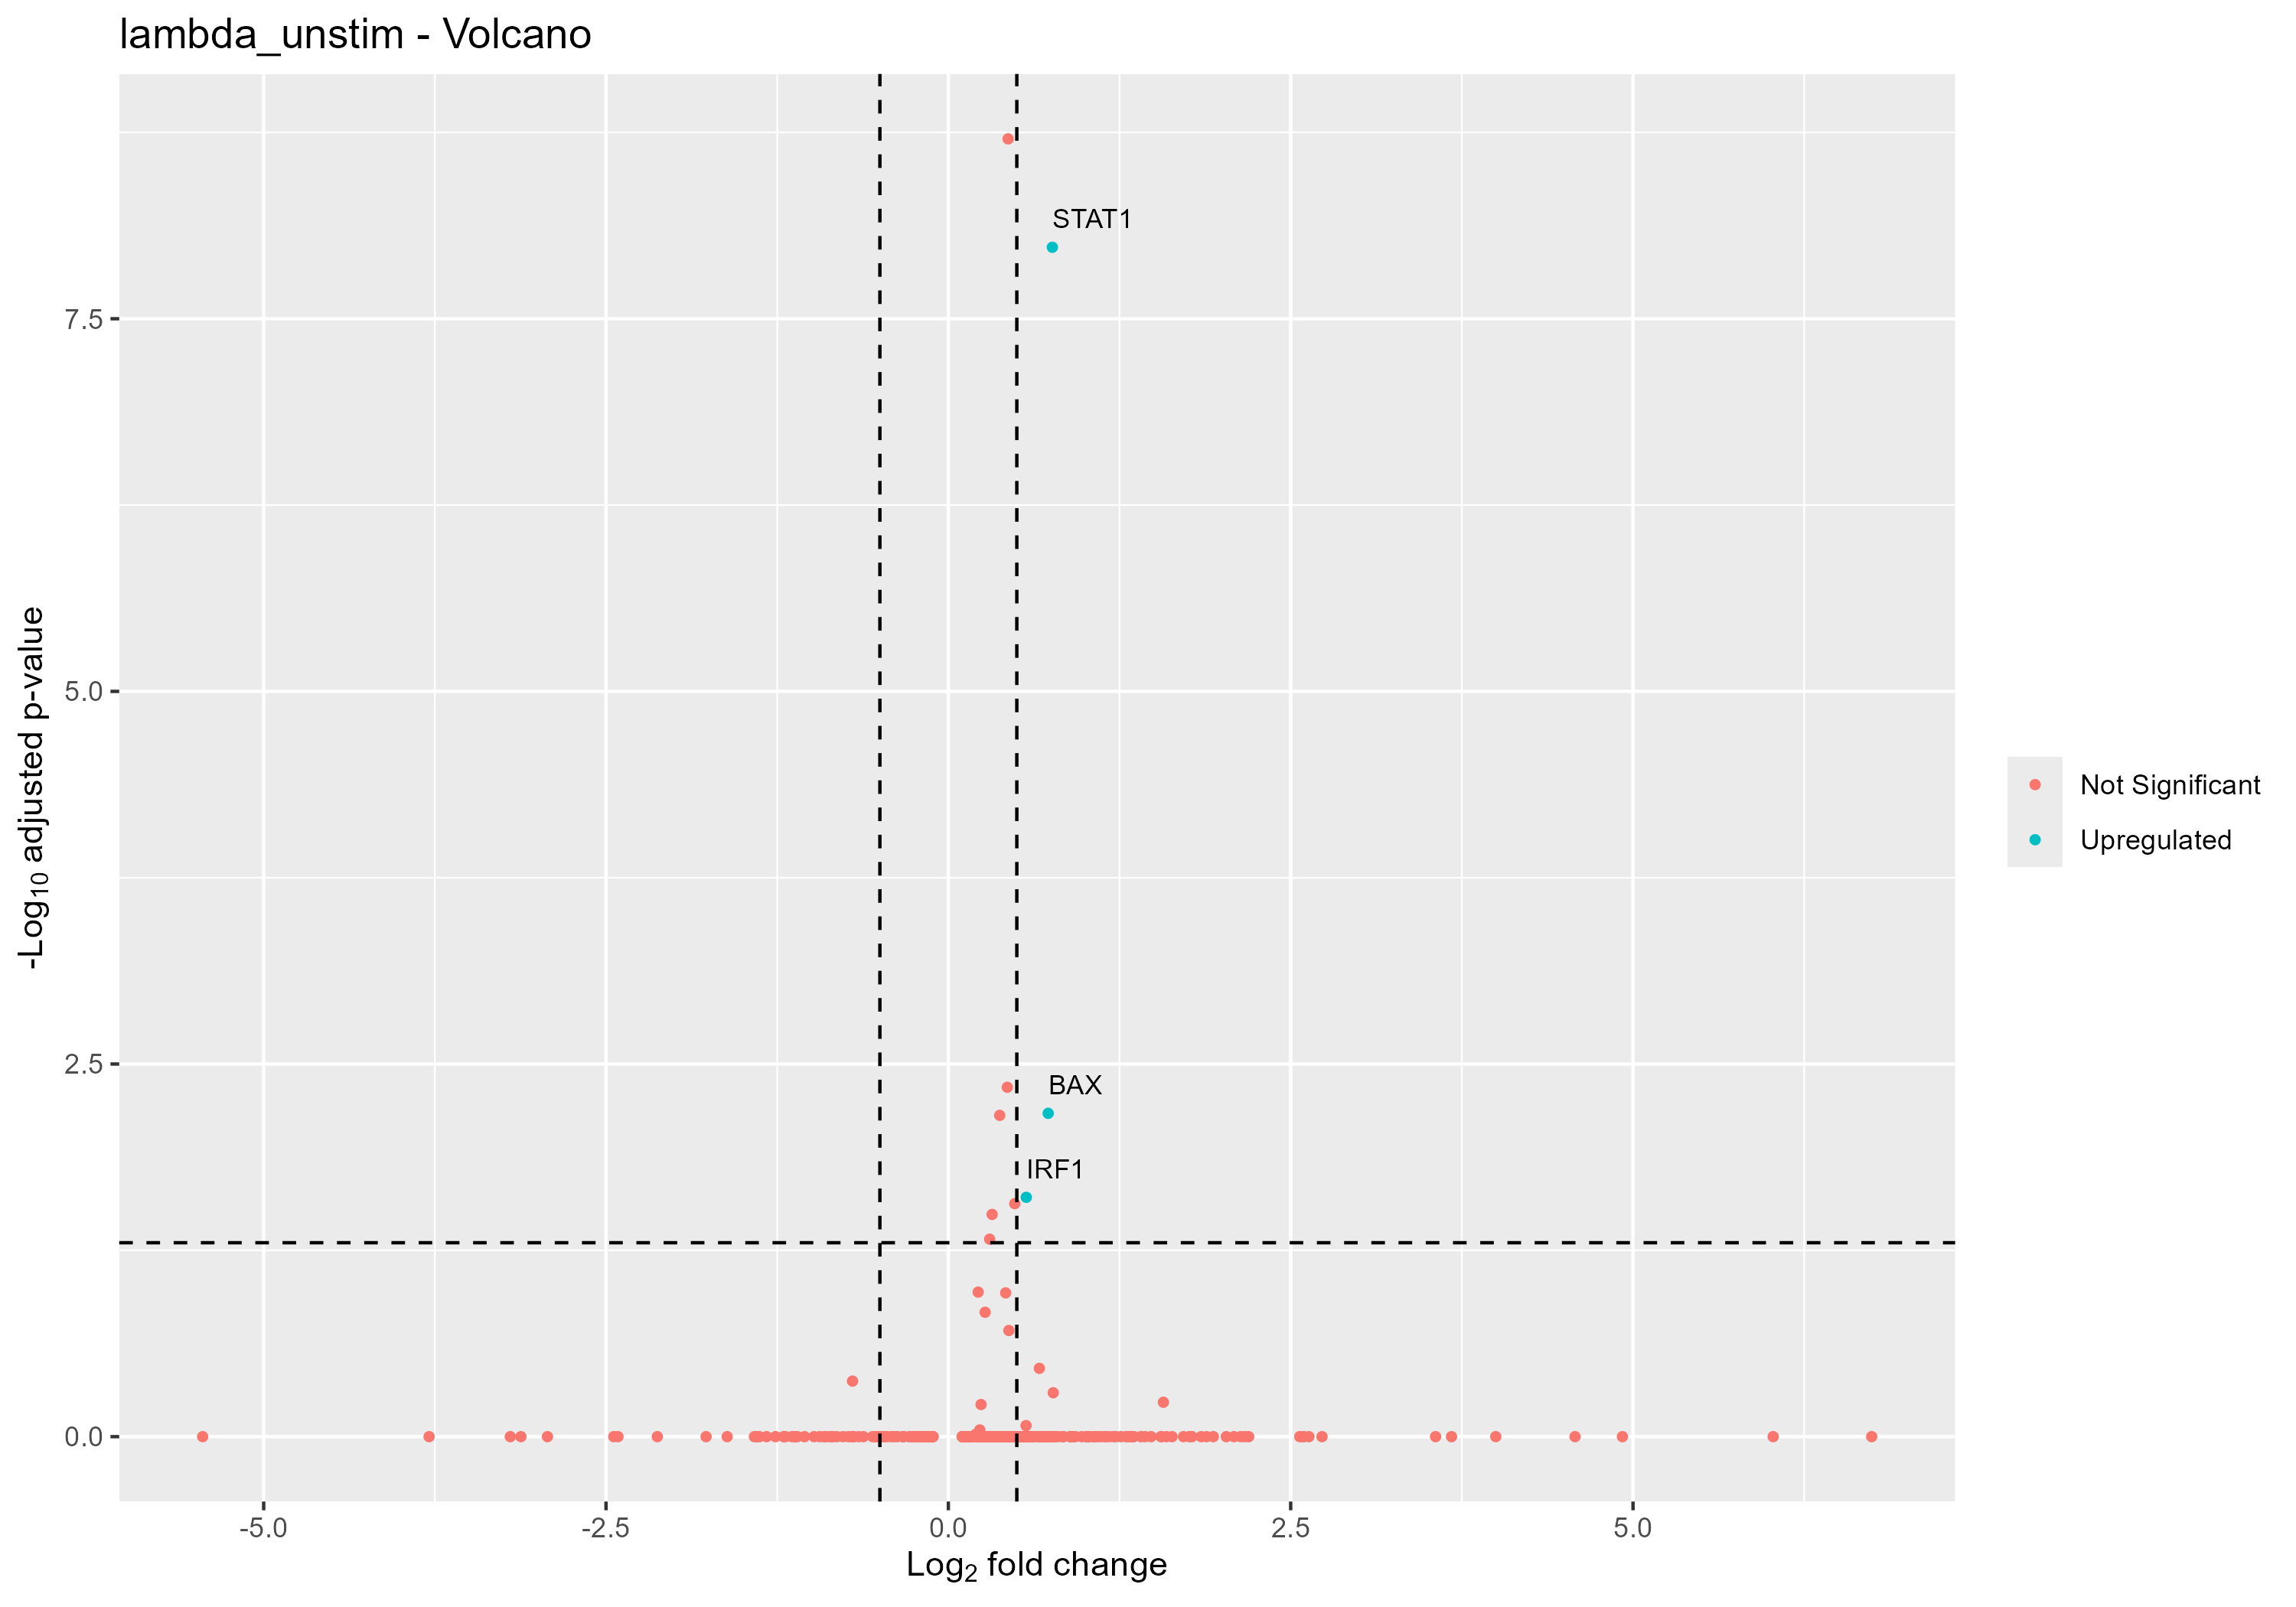 lambda_unstim - Volcano
STAT1
7.5
5.0
2.5
0.0
BAX
IRF1
-Log10 adjusted p-value
Not Significant
Upregulated
-5.0 -2.5 0.0 2.5 5.0
Log2 fold change